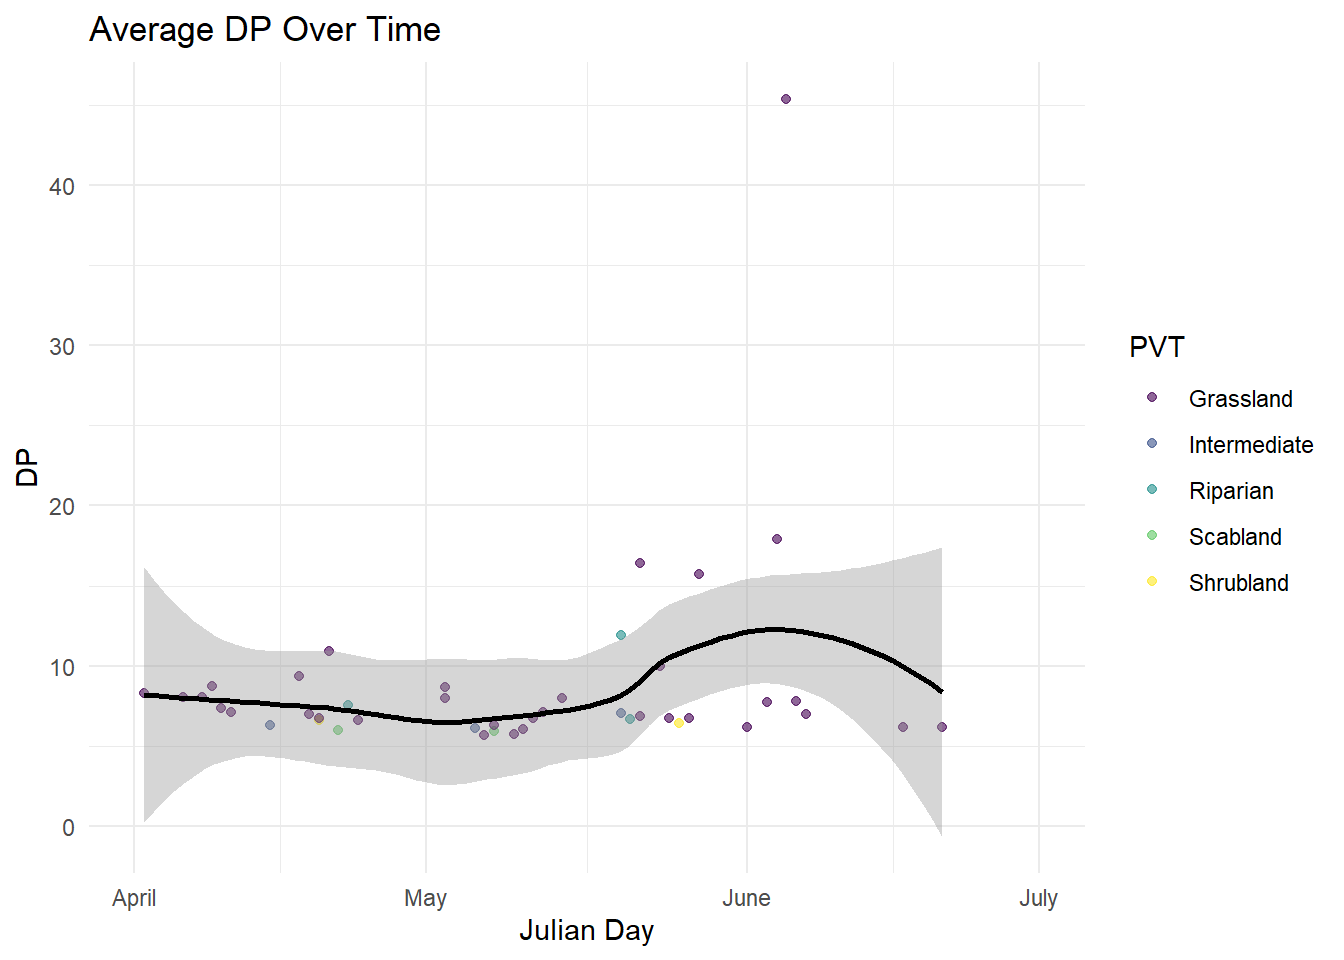 Average DP Over Time
40
30
20
10
0
DP
April
May
June
July
Julian Day
PVT
Grassland
Intermediate
Riparian
Scabland
Shrubland